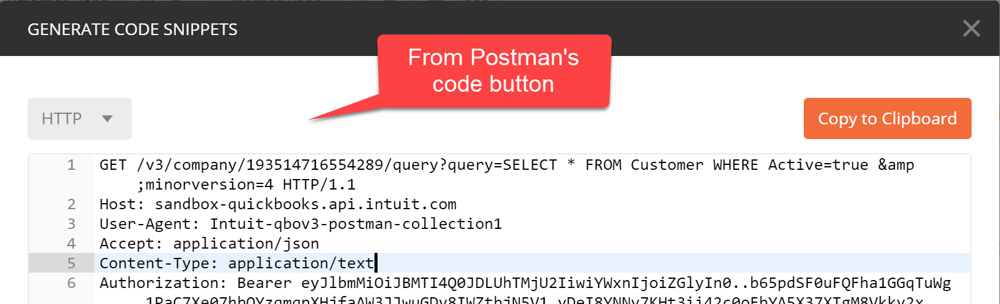 GENERATE CODE SNIPPETS
From Postman's
code button
HTTP
Copy to Clipboard
1 GET /v3/company/193514716554289/query?query=SELECT * FROM Customer WHERE Active=true &amp
;minorversion=4 HTTP/1.1
2 Host: sandbox-quickbooks.api.intuit.com
3 User-Agent: Intuit-qbov3-postman-collection1
4 Accept: application/json
5 Content-Type: application/text
6 Authorization: Bearer eyJlbmMiOiJBMTI4Q0JDLUhTMjU2IiwiYWxnIjoiZGlyIn0..b65pdSF0uFQFha1GGqTuWg